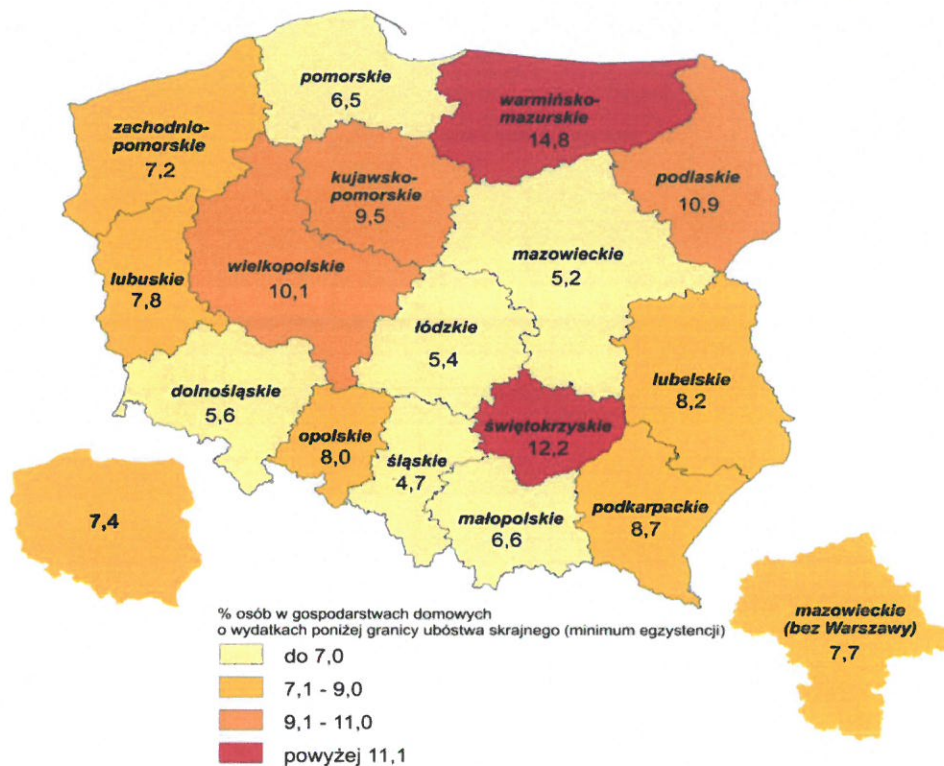 pomorskie
6,5
warmińsko-
mazurskie
14,8
zachodnio-
pomorskie
7,2
kujawsko-
pomorskie
9,5
podlaskie
10,9
mazowieckie
5,2
wielkopolskie
10,1
lubuskie
7,8
łódzkie
5,4
lubelskie
8,2
dolnośląskie
5,6
opolskie
8,0
świętokrzyskie
12,2
śląskie
4,7
małopolskie
6,6
podkarpackie
8,7
7,4
mazowieckie
(bez Warszawy)
7,7
% osób w gospodarstwach domowych
o wydatkach poniżej granicy ubóstwa skrajnego (minimum egzystencji)
do 7,0
7,1 - 9,0
9,1 - 11,0
powyżej 11,1